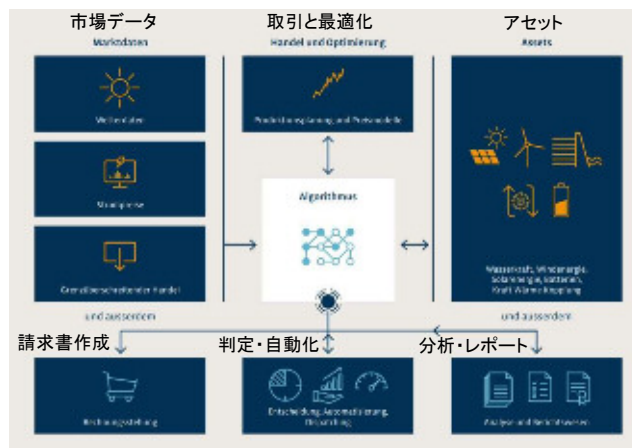 市場データ
取引と最適化
アセット
Marktdaten
Handel und Optimierung
Assets
Wetterdaten
Produktionsplanung und Preismodelle
Strompreise
Algorithmus
Grenzüberschreitender Handel
Wasserkraft, Windenergie,
Solarenergie, Batterien,
Kraft Wärme Kopplung
und ausserdem
und ausserdem
請求書作成
判定・自動化
分析・レポート
Rechnungsstellung
Entscheidung, Automatisierung,
Dispatching
Analyse und Berichtswesen